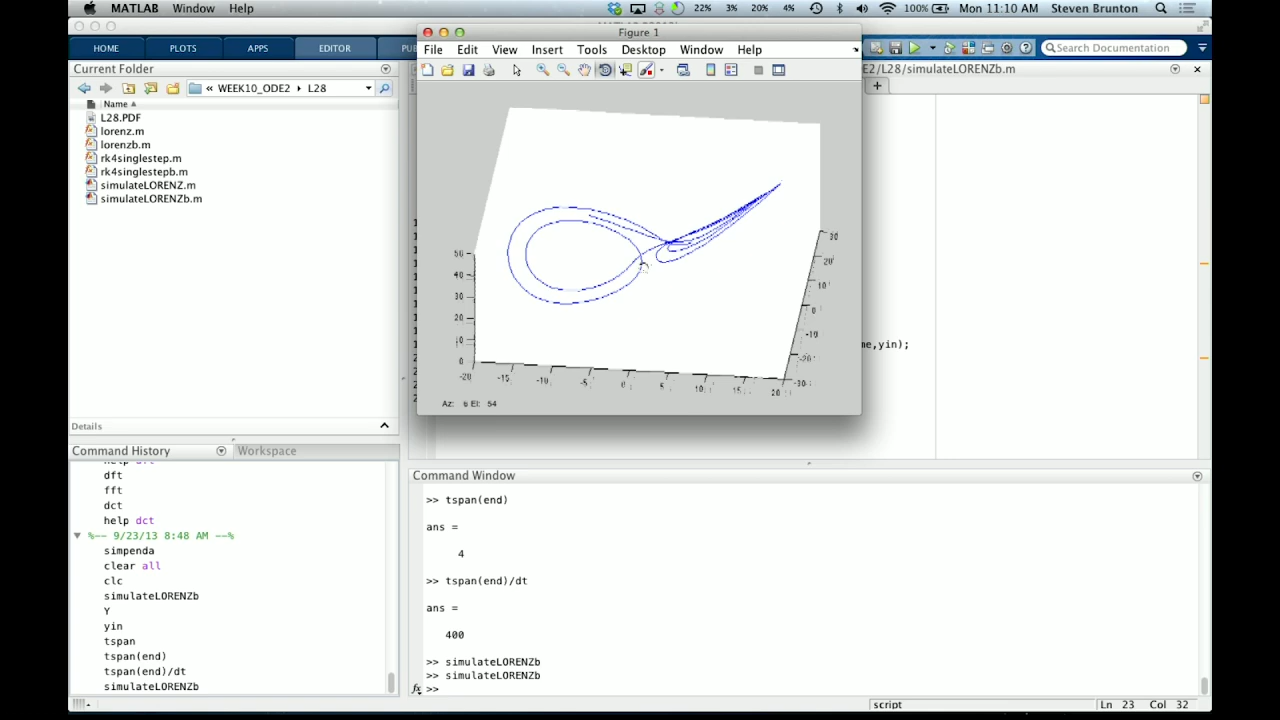 MATLAB Window Help
22% 3% 20% 4% 100% Mon 11:10 AM Steven Brunton
HOME PLOTS APPS EDITOR PU
Search Documentation
Figure 1
File Edit View Insert Tools Desktop Window Help
Current Folder
E2/L28/simulateLORENZb.m
« WEEK10_ODE2 ▸ L28
Name
L28.PDF
lorenz.m
lorenzb.m
rk4singlestep.m
rk4singlestepb.m
simulateLORENZ.m
simulateLORENZb.m
50
40
30
20
10
0
-20 -15 -10 -5 0 5 10 15 20
30
20
10
0
-10
-20
-30
Az: 6 El: 54
me,yin);
Details
Command History
Workspace
dft
fft
dct
help dct
%-- 9/23/13 8:48 AM --%
simpenda
clear all
clc
simulateLORENZb
Y
yin
tspan
tspan(end)
tspan(end)/dt
simulateLORENZb
Command Window
>> tspan(end)
ans =
4
>> tspan(end)/dt
ans =
400
>> simulateLORENZb
>> simulateLORENZb
fx >>
script Ln 23 Col 32